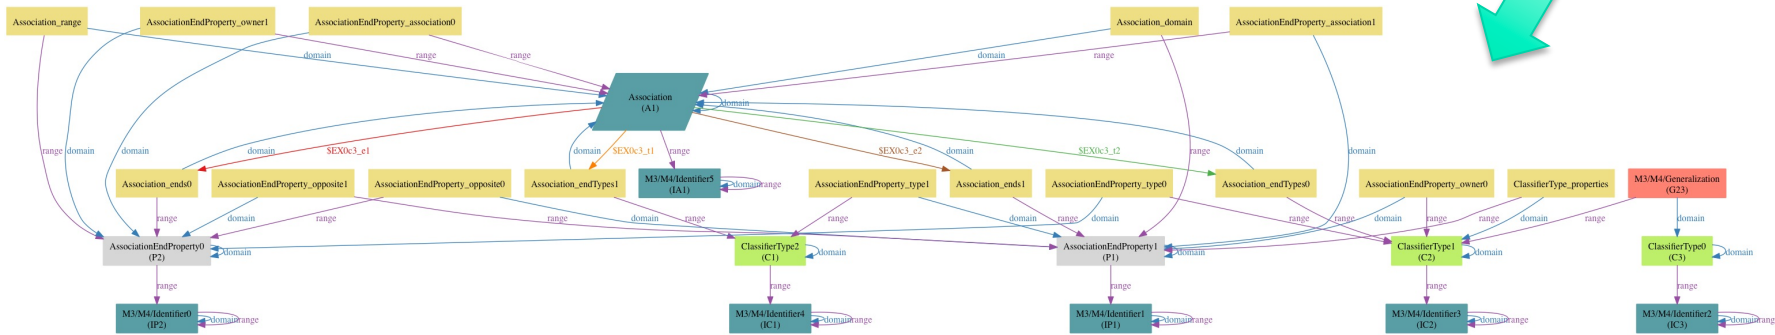 Association_range
AssociationEndProperty_owner1
AssociationEndProperty_association0
Association_domain
AssociationEndProperty_association1
range
range
domain
domain
range
Association
(A1)
domain
range
domain
domain
domain
$EX0c3_e1
$EX0c3_t1
domain
range
$EX0c3_e2
domain
$EX0c3_t2
domain
range
domain
Association_ends0
AssociationEndProperty_opposite1
AssociationEndProperty_opposite0
Association_endTypes1
M3/M4/Identifier5
(IA1)
domain
range
AssociationEndProperty_type1
Association_ends1
AssociationEndProperty_type0
Association_endTypes0
AssociationEndProperty_owner0
ClassifierType_properties
M3/M4/Generalization
(G23)
range
domain
range
range
domain
range
range
domain
range
domain
range
range
domain
range
domain
range
range
domain
AssociationEndProperty0
(P2)
domain
ClassifierType2
(C1)
domain
AssociationEndProperty1
(P1)
domain
ClassifierType1
(C2)
domain
ClassifierType0
(C3)
domain
range
range
range
range
range
M3/M4/Identifier0
(IP2)
domain
range
M3/M4/Identifier4
(IC1)
domain
range
M3/M4/Identifier1
(IP1)
domain
range
M3/M4/Identifier3
(IC2)
domain
range
M3/M4/Identifier2
(IC3)
domain
rang